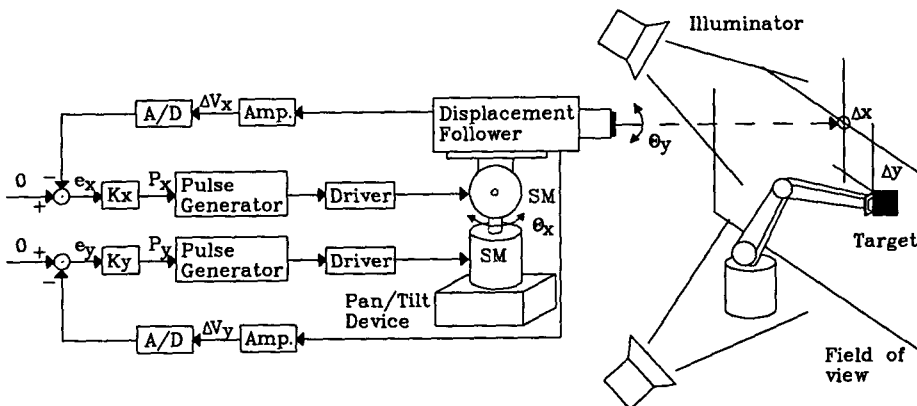 Illuminator
A/D
ΔVx
Amp.
Displacement
Follower
Θy
Δx
Δy
Target
0
+
−
ex
Kx
Px
Pulse
Generator
Driver
SM
Θx
0
+
−
ey
Ky
Py
Pulse
Generator
Driver
SM
Pan/Tilt
Device
A/D
ΔVy
Amp.
Field of
view